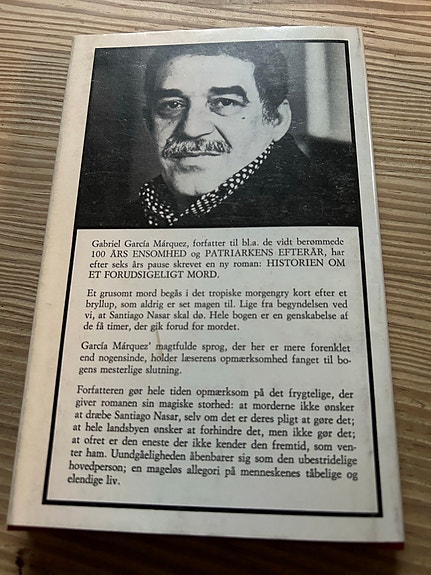 Gabriel García Márquez, forfatter til bl.a. de vidt berømmede
100 ÅRS ENSOMHED og PATRIARKENS EFTERÅR, har
efter seks års pause skrevet en ny roman: HISTORIEN OM
ET FORUDSIGELIGT MORD.
Et grusomt mord begås i det tropiske morgengry kort efter et
bryllup, som aldrig er set magen til. Lige fra begyndelsen ved
vi, at Santiago Nasar skal dø. Hele bogen er en genskabelse af
de få timer, der gik forud for mordet.
García Márquez' magtfulde sprog, der her er mere forenklet
end nogensinde, holder læserens opmærksomhed fanget til bo-
gens mesterlige slutning.
Forfatteren gør hele tiden opmærksom på det frygtelige, der
giver romanen sin magiske storhed: at morderne ikke ønsker
at dræbe Santiago Nasar, selv om det er deres pligt at gøre det;
at hele landsbyen ønsker at forhindre det, men ikke gør det;
at ofret er den eneste der ikke kender den fremtid, som ven-
ter ham. Uundgåeligheden åbenbarer sig som den ubestridelige
hovedperson; en mageløs allegori på menneskenes tåbelige og
elendige liv.